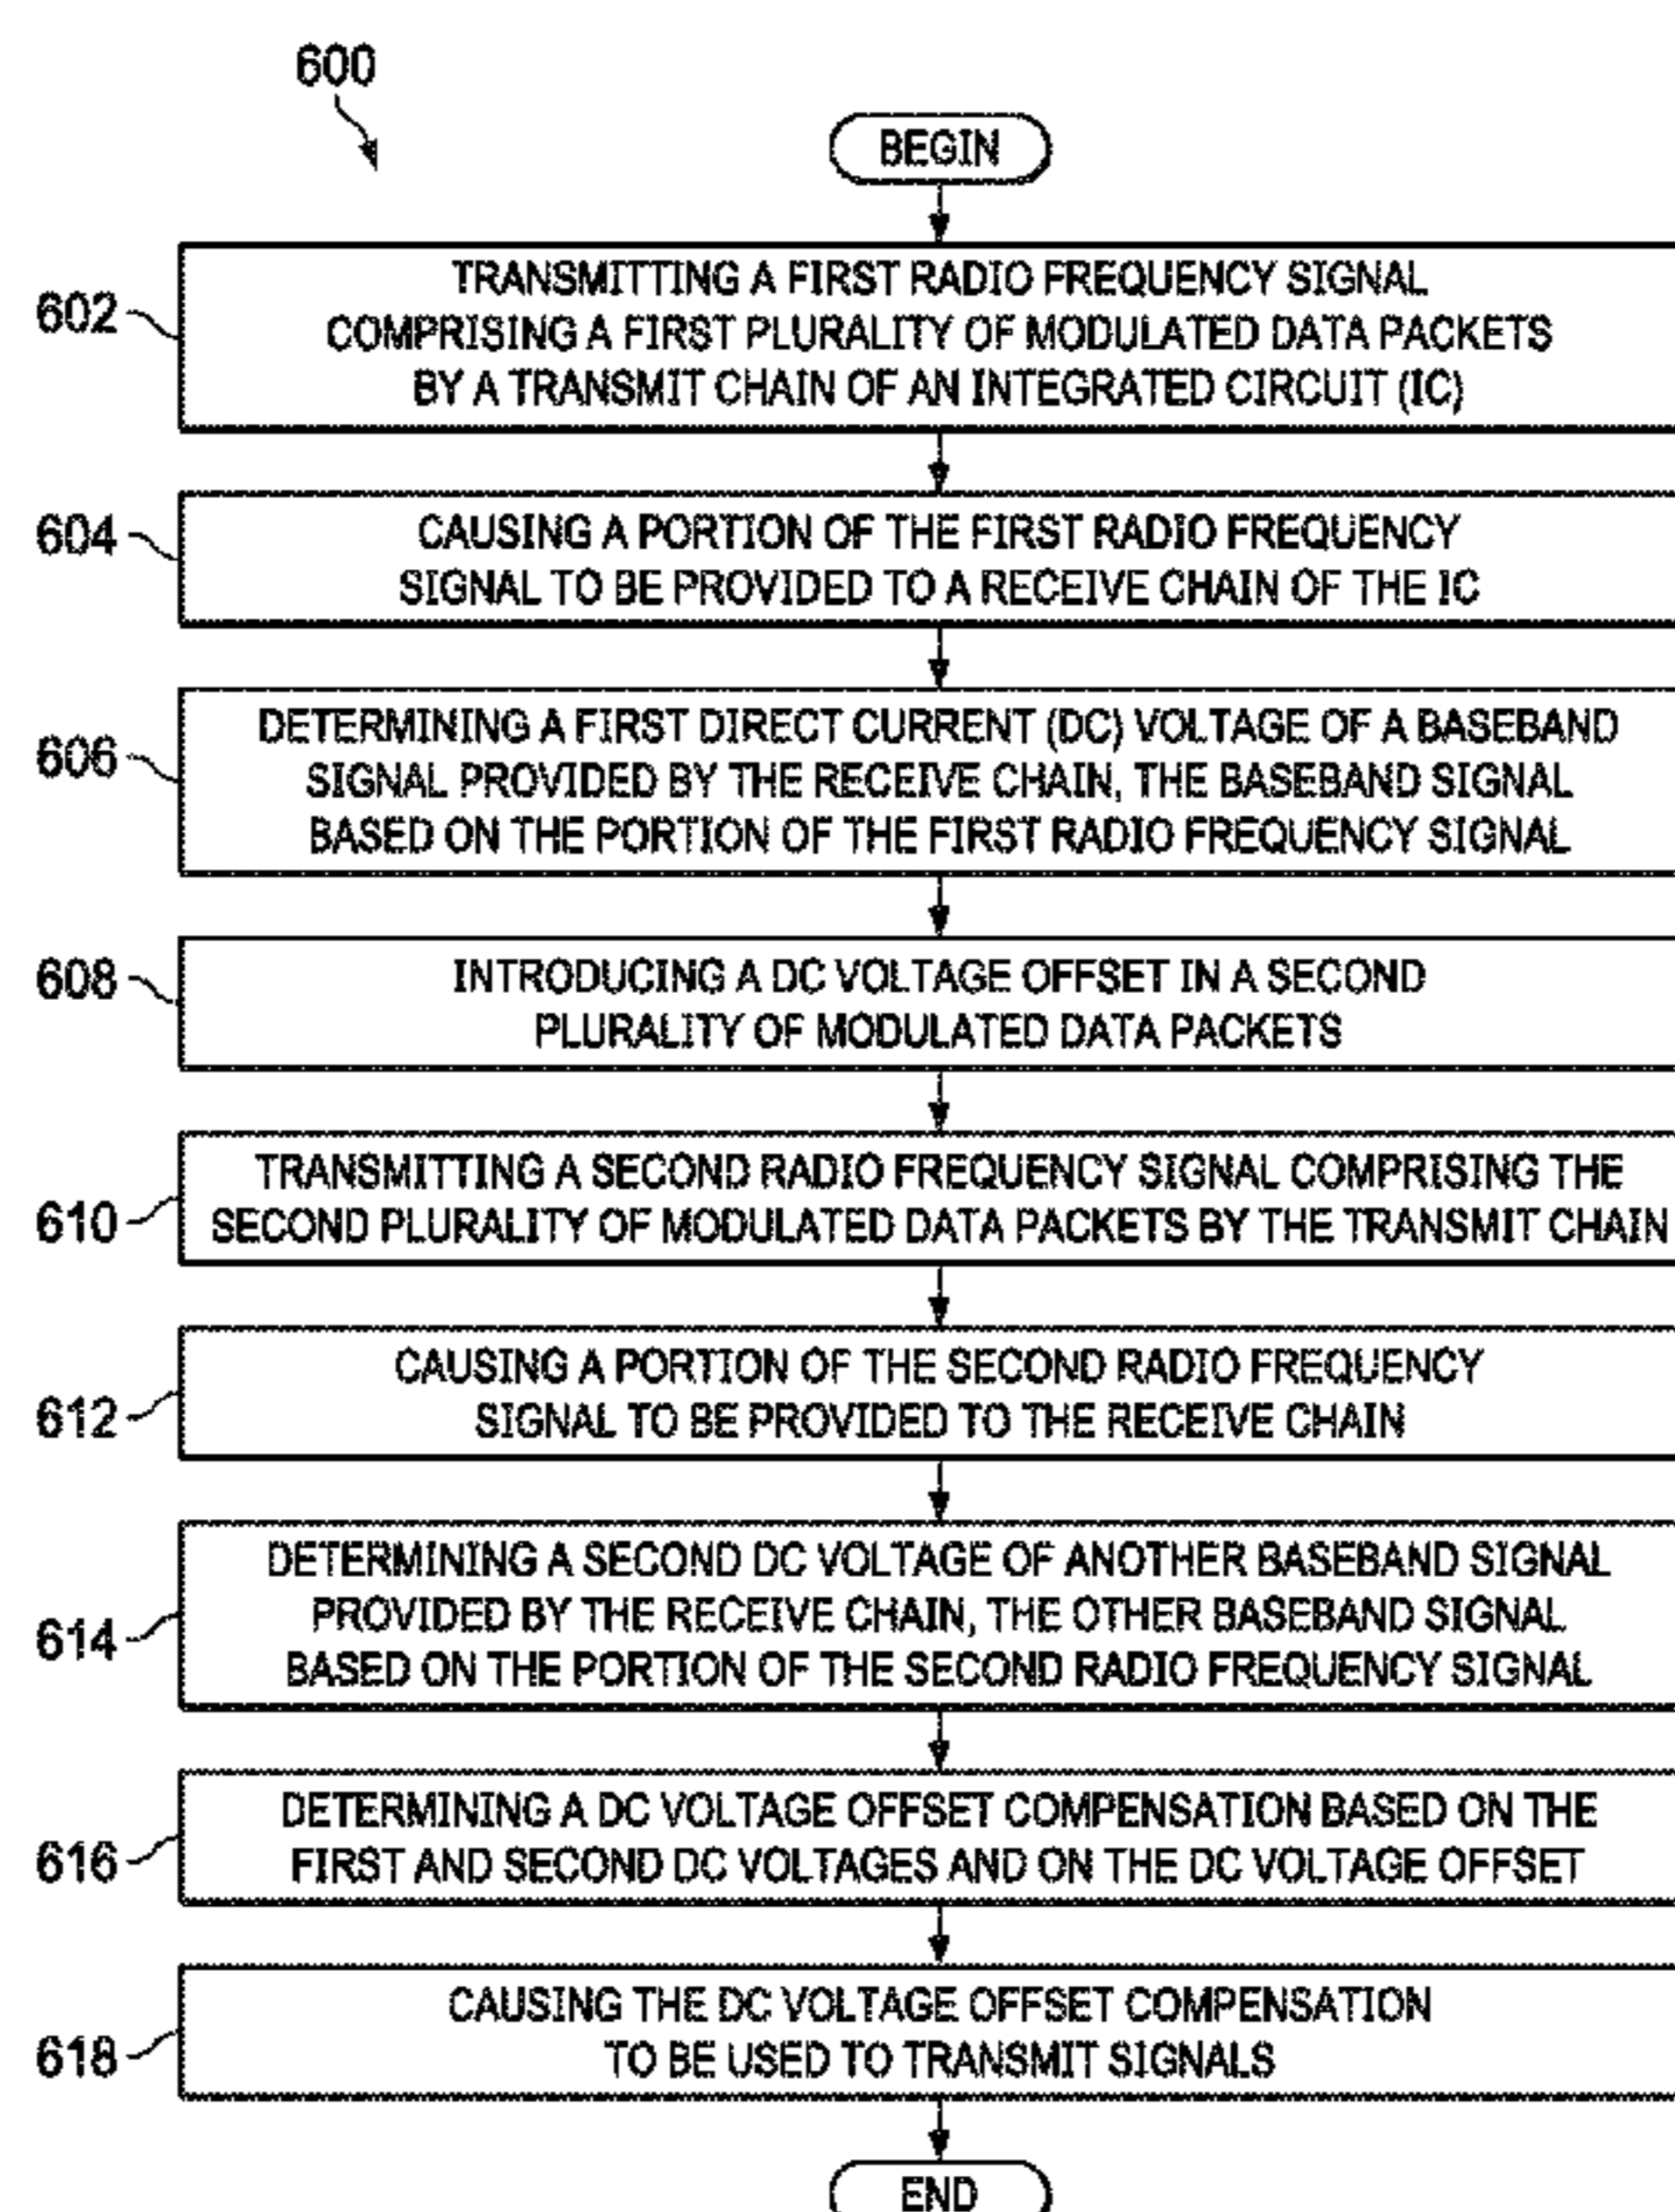 600
BEGIN
602
TRANSMITTING A FIRST RADIO FREQUENCY SIGNAL
COMPRISING A FIRST PLURALITY OF MODULATED DATA PACKETS
BY A TRANSMIT CHAIN OF AN INTEGRATED CIRCUIT (IC)
604
CAUSING A PORTION OF THE FIRST RADIO FREQUENCY
SIGNAL TO BE PROVIDED TO A RECEIVE CHAIN OF THE IC
606
DETERMINING A FIRST DIRECT CURRENT (DC) VOLTAGE OF A BASEBAND
SIGNAL PROVIDED BY THE RECEIVE CHAIN, THE BASEBAND SIGNAL
BASED ON THE PORTION OF THE FIRST RADIO FREQUENCY SIGNAL
608
INTRODUCING A DC VOLTAGE OFFSET IN A SECOND
PLURALITY OF MODULATED DATA PACKETS
610
TRANSMITTING A SECOND RADIO FREQUENCY SIGNAL COMPRISING THE
SECOND PLURALITY OF MODULATED DATA PACKETS BY THE TRANSMIT CHAIN
612
CAUSING A PORTION OF THE SECOND RADIO FREQUENCY
SIGNAL TO BE PROVIDED TO THE RECEIVE CHAIN
614
DETERMINING A SECOND DC VOLTAGE OF ANOTHER BASEBAND SIGNAL
PROVIDED BY THE RECEIVE CHAIN, THE OTHER BASEBAND SIGNAL
BASED ON THE PORTION OF THE SECOND RADIO FREQUENCY SIGNAL
616
DETERMINING A DC VOLTAGE OFFSET COMPENSATION BASED ON THE
FIRST AND SECOND DC VOLTAGES AND ON THE DC VOLTAGE OFFSET
618
CAUSING THE DC VOLTAGE OFFSET COMPENSATION
TO BE USED TO TRANSMIT SIGNALS
END